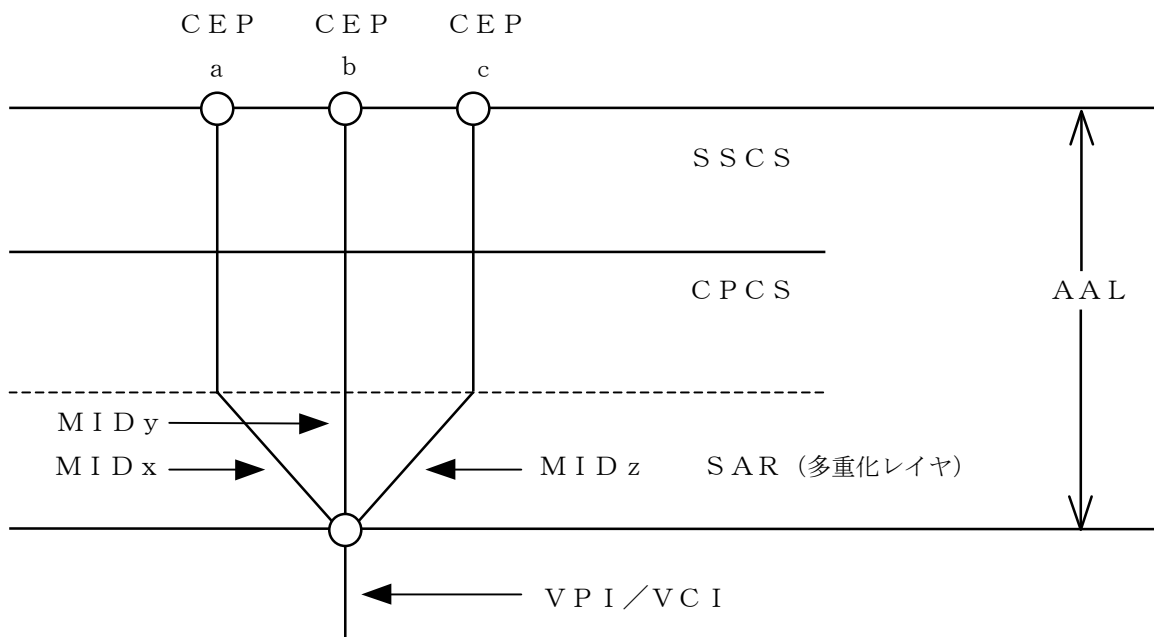 ＣＥＰ ＣＥＰ ＣＥＰ
ａ ｂ ｃ
ＳＳＣＳ
ＣＰＣＳ
ＡＡＬ
ＭＩＤｙ
ＭＩＤｘ
ＭＩＤｚ
ＳＡＲ（多重化レイヤ）
ＶＰＩ／ＶＣＩ